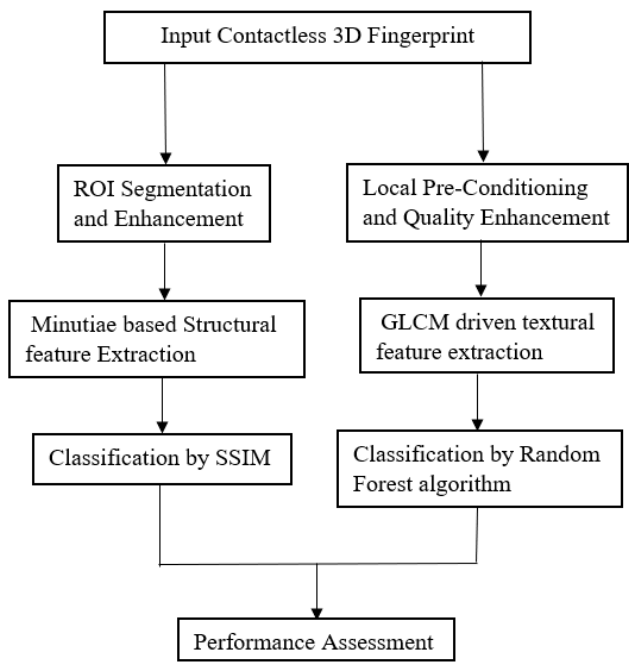 Input Contactless 3D Fingerprint
ROI Segmentation
and Enhancement
Local Pre-Conditioning
and Quality Enhancement
Minutiae based Structural
feature Extraction
GLCM driven textural
feature extraction
Classification by SSIM
Classification by Random
Forest algorithm
Performance Assessment